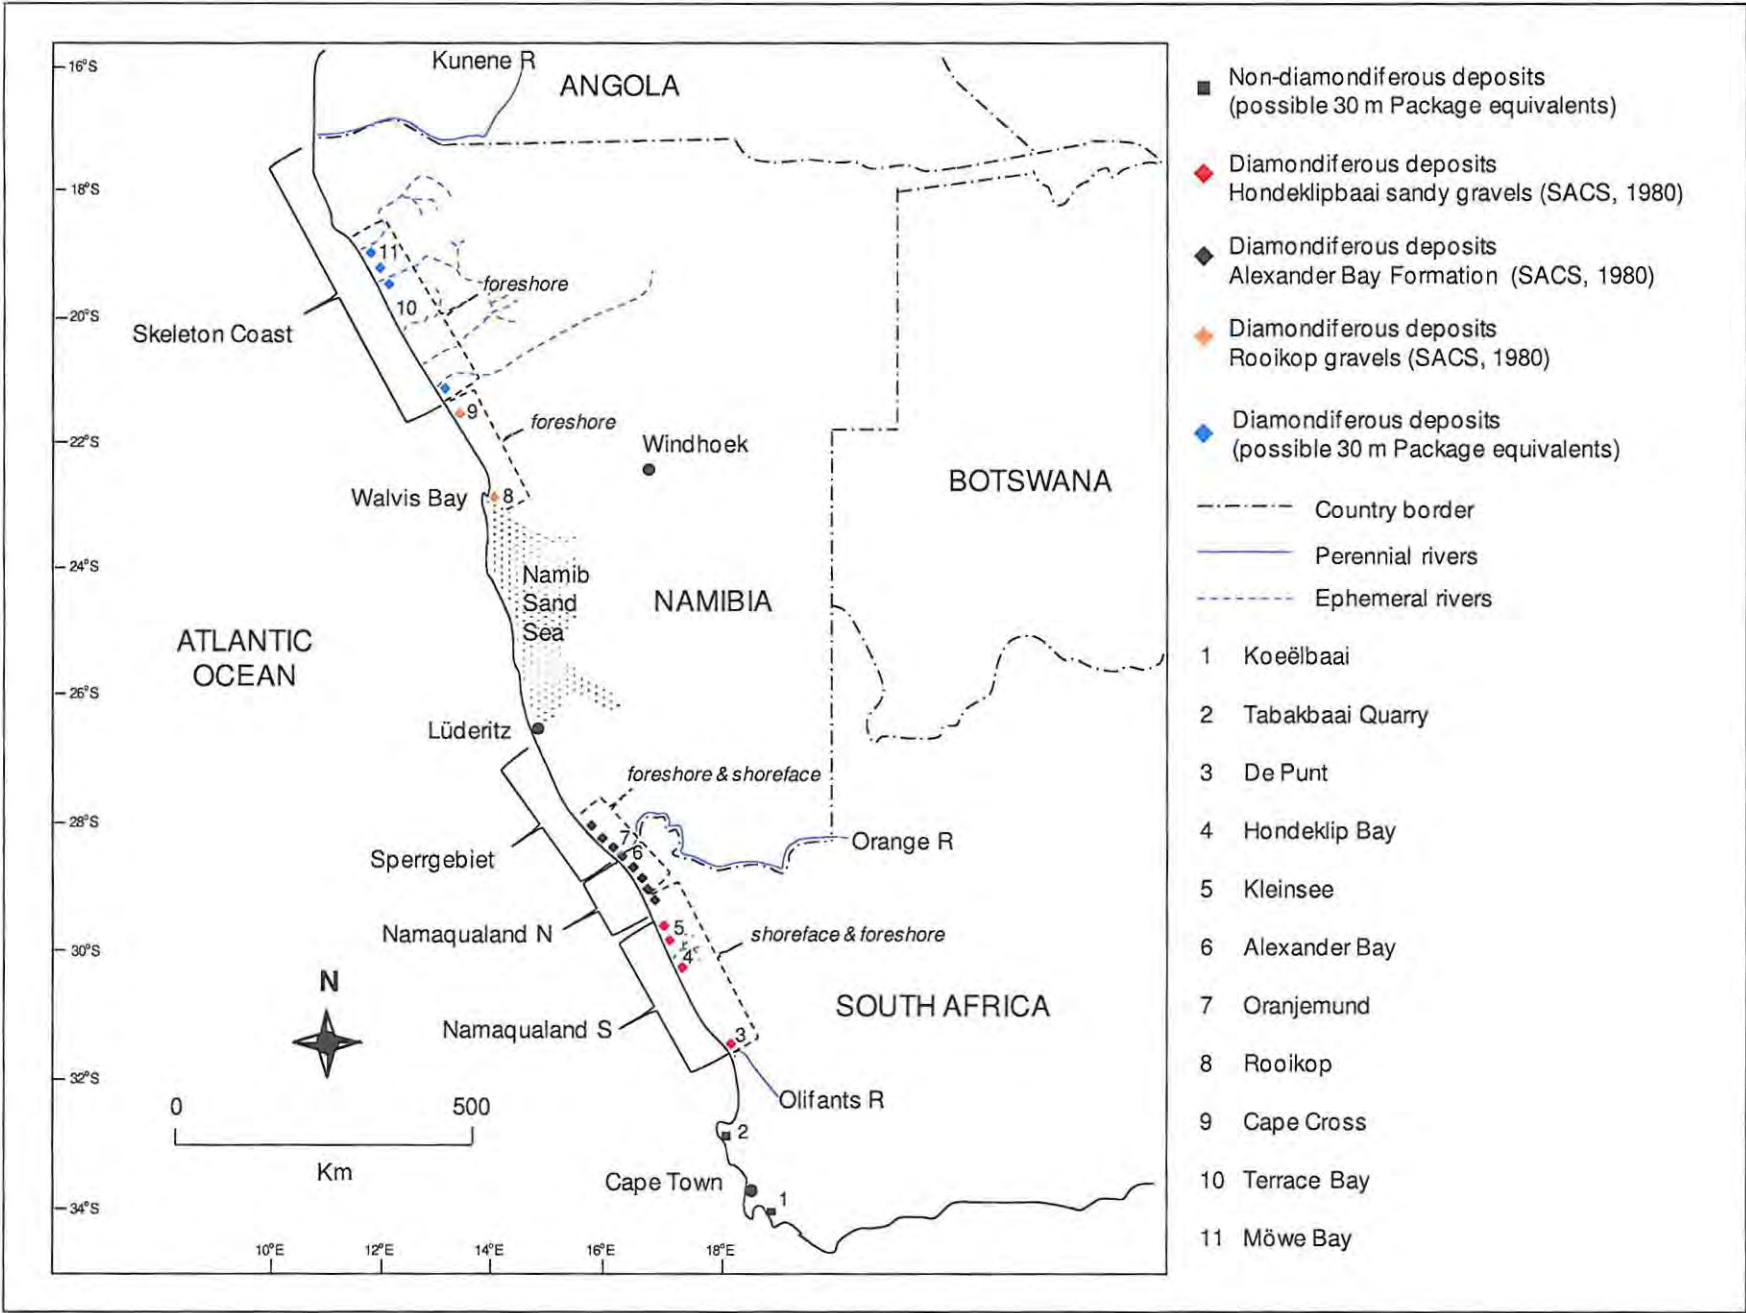 Kunene R
ANGOLA
16°S
18°S
20°S
22°S
24°S
26°S
28°S
30°S
32°S
34°S
11
foreshore
10
Skeleton Coast
9
foreshore
Windhoek
Walvis Bay
8
BOTSWANA
Namib
Sand
Sea
NAMIBIA
ATLANTIC
OCEAN
Lüderitz
foreshore & shoreface
7
6
Orange R
Sperrgebiet
Namaqualand N
5
shoreface & foreshore
4
N
SOUTH AFRICA
Namaqualand S
3
Olifants R
0
500
Km
2
Cape Town
1
10°E
12°E
14°E
16°E
18°E
Non-diamondiferous deposits
(possible 30 m Package equivalents)
Diamondiferous deposits
Hondeklipbaai sandy gravels (SACS, 1980)
Diamondiferous deposits
Alexander Bay Formation (SACS, 1980)
Diamondiferous deposits
Rooikop gravels (SACS, 1980)
Diamondiferous deposits
(possible 30 m Package equivalents)
Country border
Perennial rivers
Ephemeral rivers
1 Koeëlbaai
2 Tabakbaai Quarry
3 De Punt
4 Hondeklip Bay
5 Kleinsee
6 Alexander Bay
7 Oranjemund
8 Rooikop
9 Cape Cross
10 Terrace Bay
11 Möwe Bay